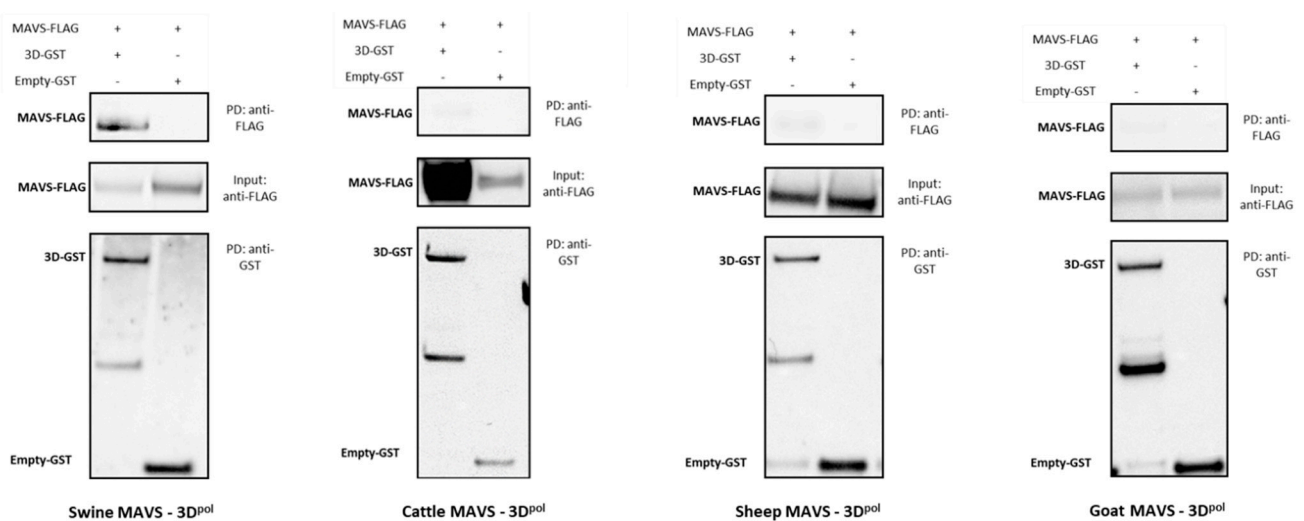 MAVS-FLAG + +
3D-GST + -
Empty-GST - +
MAVS-FLAG
PD: anti-
FLAG
MAVS-FLAG
Input:
anti-FLAG
3D-GST
PD: anti-
GST
Empty-GST
Swine MAVS - 3Dpol
MAVS-FLAG + +
3D-GST + -
Empty-GST - +
MAVS-FLAG
PD: anti-
FLAG
MAVS-FLAG
Input:
anti-FLAG
3D-GST
PD: anti-
GST
Empty-GST
Cattle MAVS - 3Dpol
MAVS-FLAG + +
3D-GST + -
Empty-GST - +
MAVS-FLAG
PD: anti-
FLAG
MAVS-FLAG
Input:
anti-FLAG
3D-GST
PD: anti-
GST
Empty-GST
Sheep MAVS - 3Dpol
MAVS-FLAG + +
3D-GST + -
Empty-GST - +
MAVS-FLAG
PD: anti-
FLAG
MAVS-FLAG
Input:
anti-FLAG
3D-GST
PD: anti-
GST
Empty-GST
Goat MAVS - 3Dpol